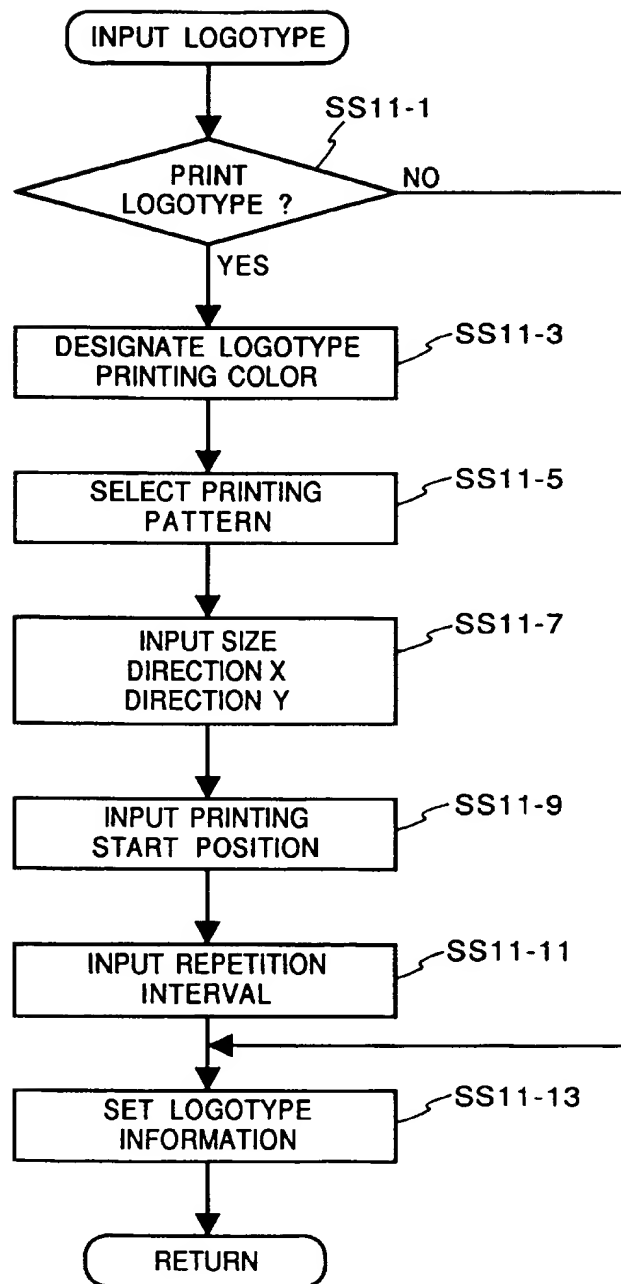 INPUT LOGOTYPE
SS11-1
PRINT
LOGOTYPE ?
NO
YES
DESIGNATE LOGOTYPE
PRINTING COLOR
SS11-3
SELECT PRINTING
PATTERN
SS11-5
INPUT SIZE
DIRECTION X
DIRECTION Y
SS11-7
INPUT PRINTING
START POSITION
SS11-9
INPUT REPETITION
INTERVAL
SS11-11
SET LOGOTYPE
INFORMATION
SS11-13
RETURN